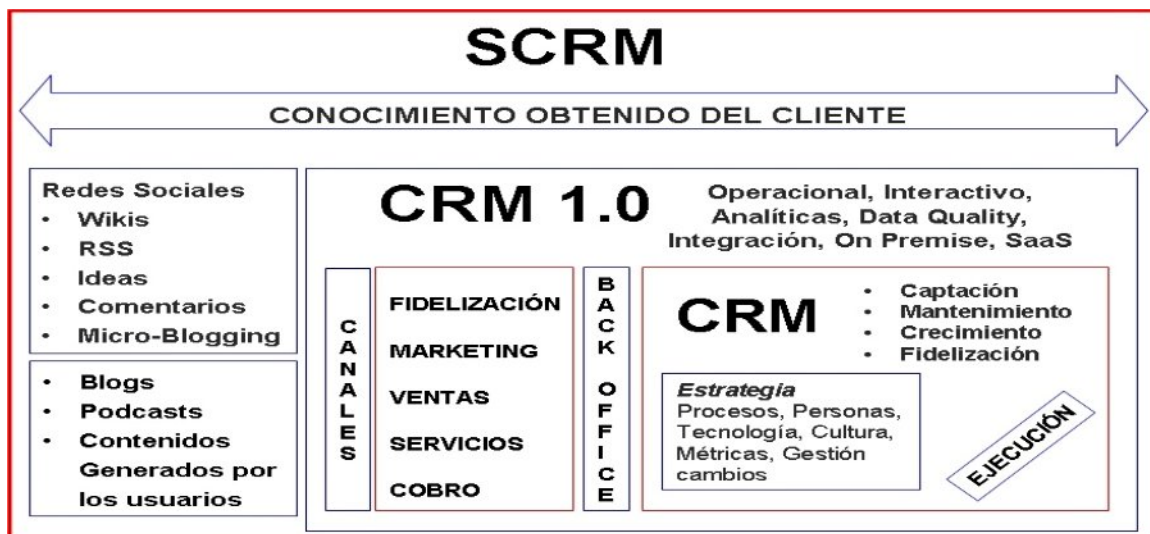 SCRM
CONOCIMIENTO OBTENIDO DEL CLIENTE
Redes Sociales
• Wikis
• RSS
• Ideas
• Comentarios
• Micro-Blogging
• Blogs
• Podcasts
• Contenidos
Generados por
los usuarios
CRM 1.0
Operacional, Interactivo,
Analíticas, Data Quality,
Integración, On Premise, SaaS
CANALES
FIDELIZACIÓN
MARKETING
VENTAS
SERVICIOS
COBRO
BACK OFFICE
CRM
• Captación
• Mantenimiento
• Crecimiento
• Fidelización
Estrategia
Procesos, Personas,
Tecnología, Cultura,
Métricas, Gestión
cambios
EJECUCIÓN